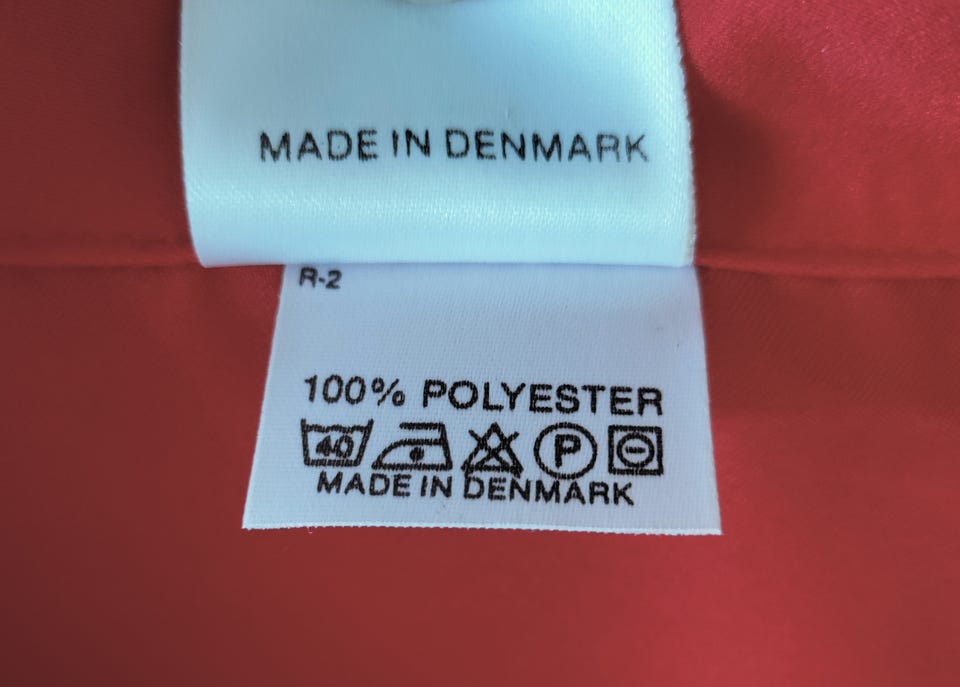 MADE IN DENMARK
R-2
100% POLYESTER
40 P
MADE IN DENMARK